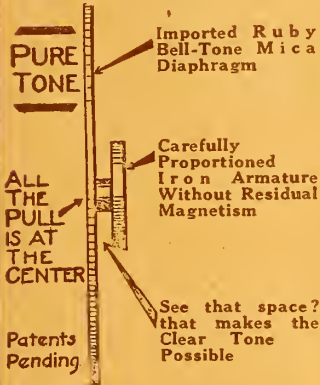 PURE
TONE
Imported Ruby
Bell-Tone Mica
Diaphragm
Carefully
Proportioned
Iron Armature
Without Residual
Magnetism
ALL
THE
PULL
IS AT
THE
CENTER
See that space?
that makes the
Clear Tone
Possible
Patents
Pending